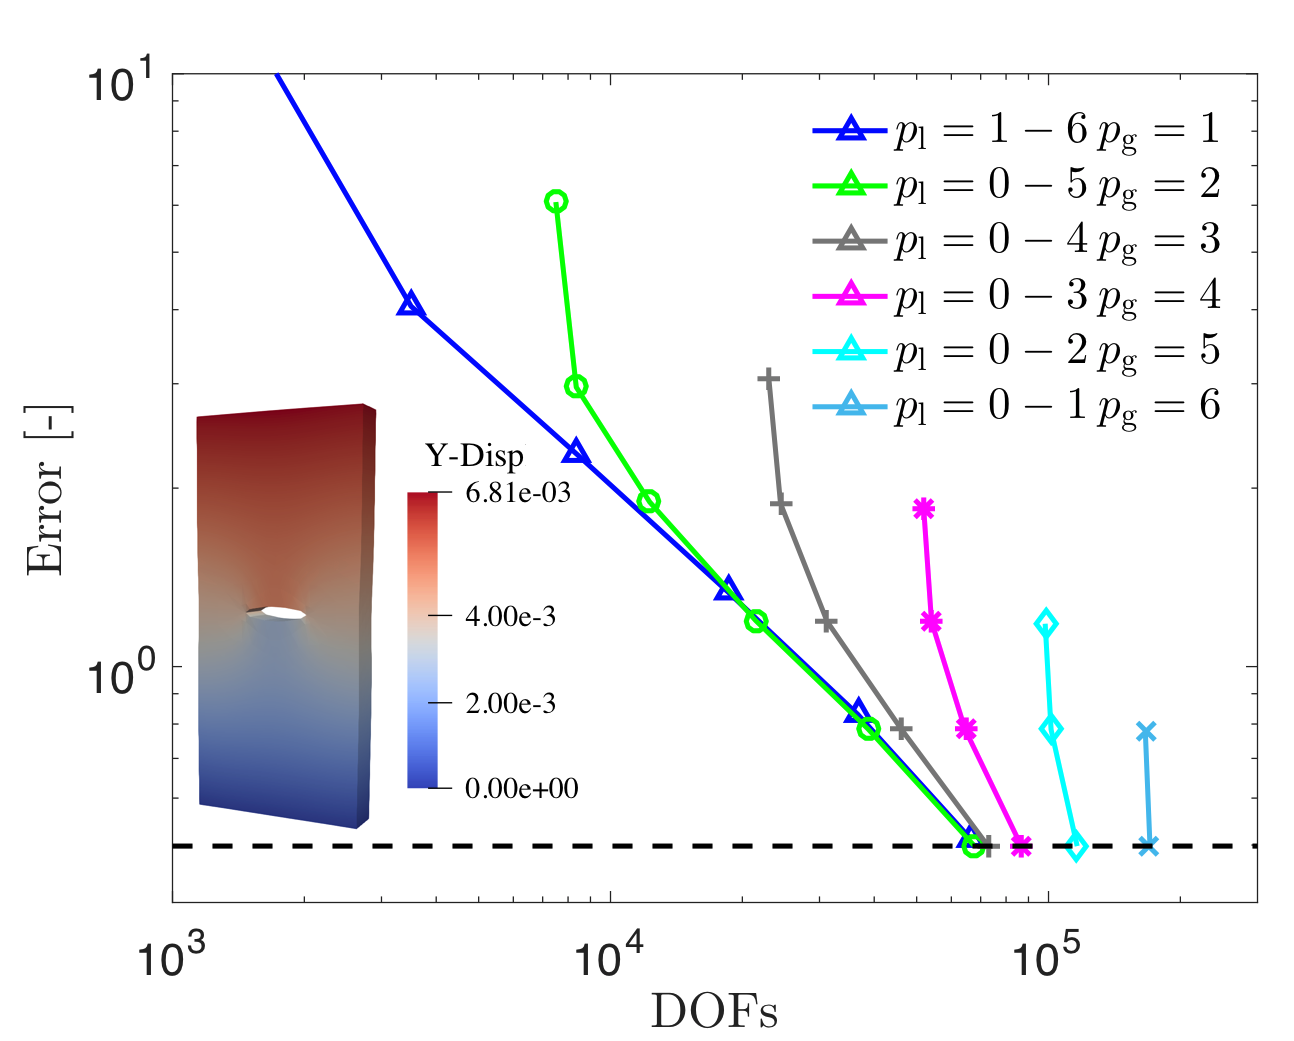 10^1
p_l = 1 − 6 p_g = 1
p_l = 0 − 5 p_g = 2
p_l = 0 − 4 p_g = 3
p_l = 0 − 3 p_g = 4
p_l = 0 − 2 p_g = 5
p_l = 0 − 1 p_g = 6
Error [-]
Y-Disp
6.81e-03
4.00e-3
2.00e-3
0.00e+00
10^0
10^3
10^4
10^5
DOFs